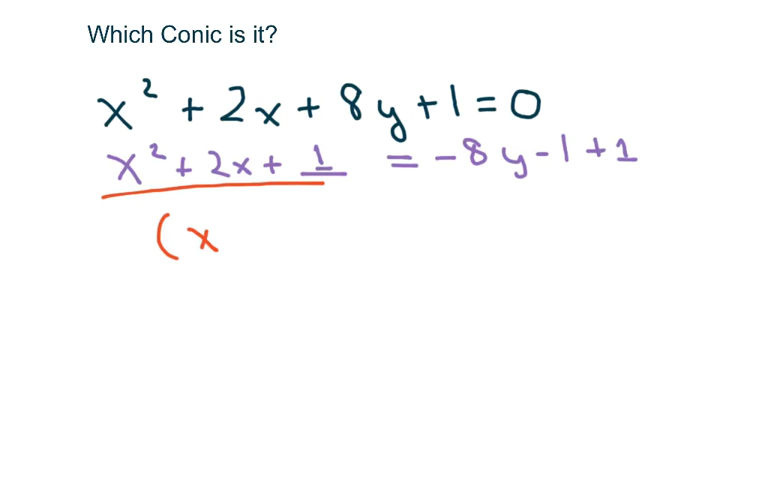 Which Conic is it?
x² + 2x + 8y + 1 = 0
x² + 2x + 1 = -8y - 1 + 1
(x